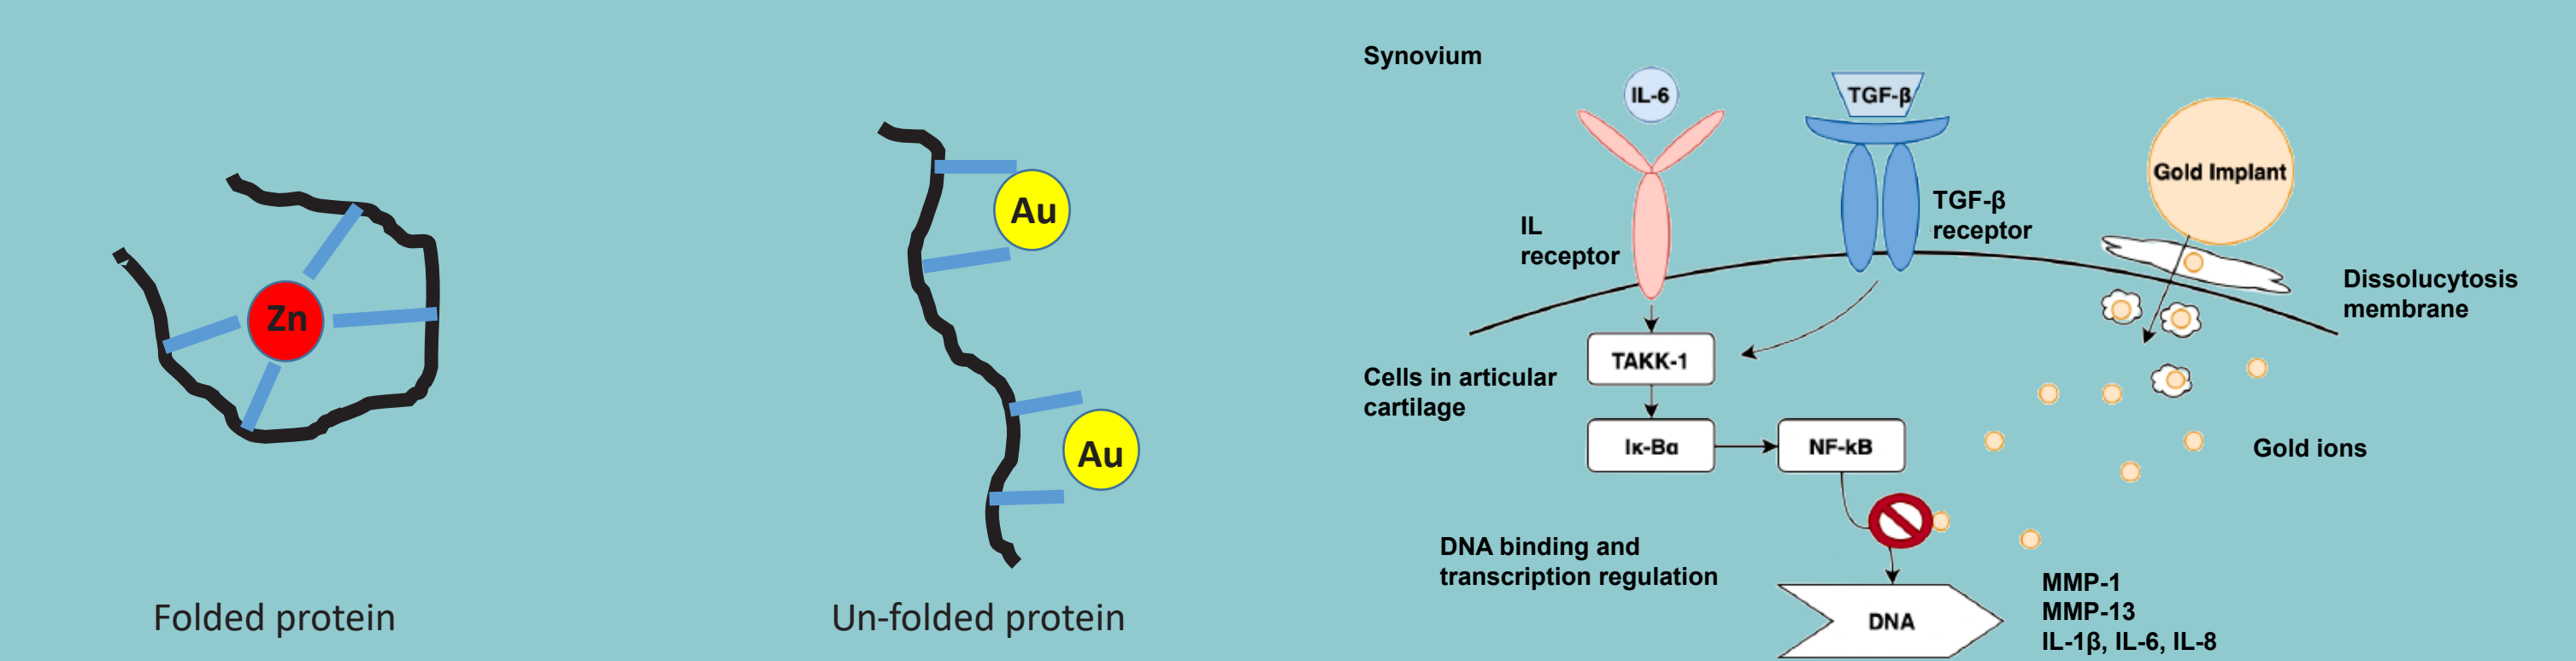 Zn
Folded protein
Au
Au
Un-folded protein
Synovium
IL-6
TGF-β
Gold Implant
IL
receptor
TGF-β
receptor
Dissolucytosis
membrane
TAKK-1
Cells in articular
cartilage
Iκ-Bα
NF-kB
Gold ions
DNA binding and
transcription regulation
DNA
MMP-1
MMP-13
IL-1β, IL-6, IL-8